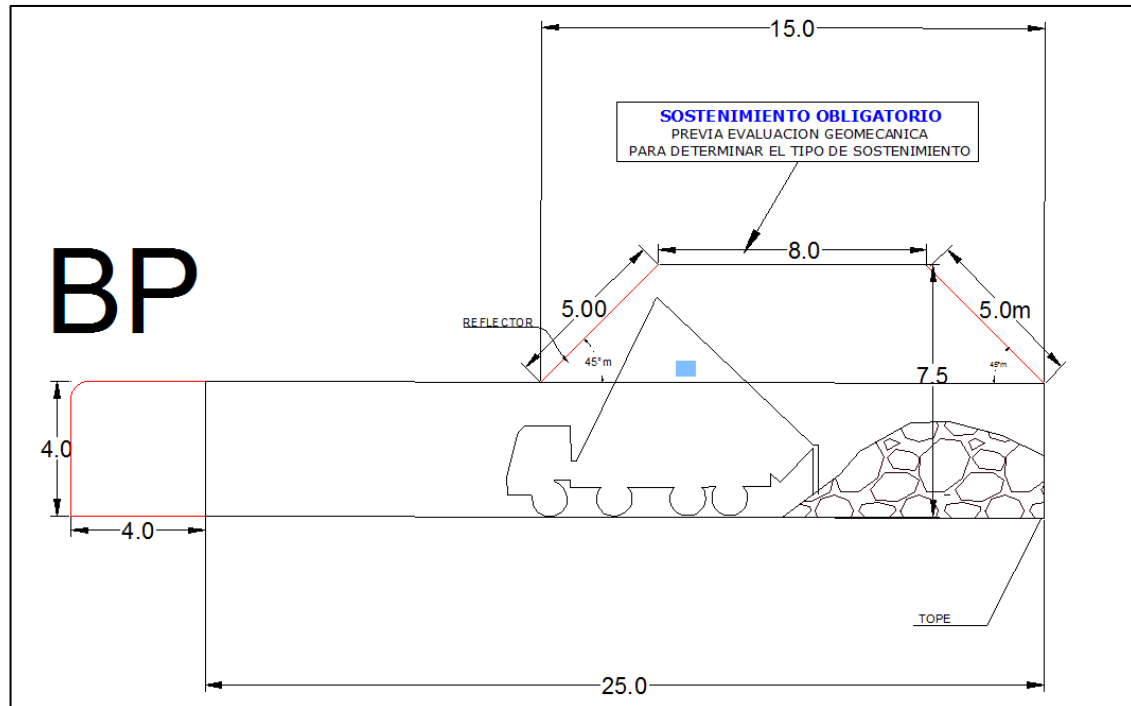 15.0
SOSTENIMIENTO OBLIGATORIO
PREVIA EVALUACION GEOMECANICA
PARA DETERMINAR EL TIPO DE SOSTENIMIENTO
BP
8.0
5.00
5.0m
REFLECTOR
45°m
45°m
7.5
4.0
4.0
TOPE
25.0